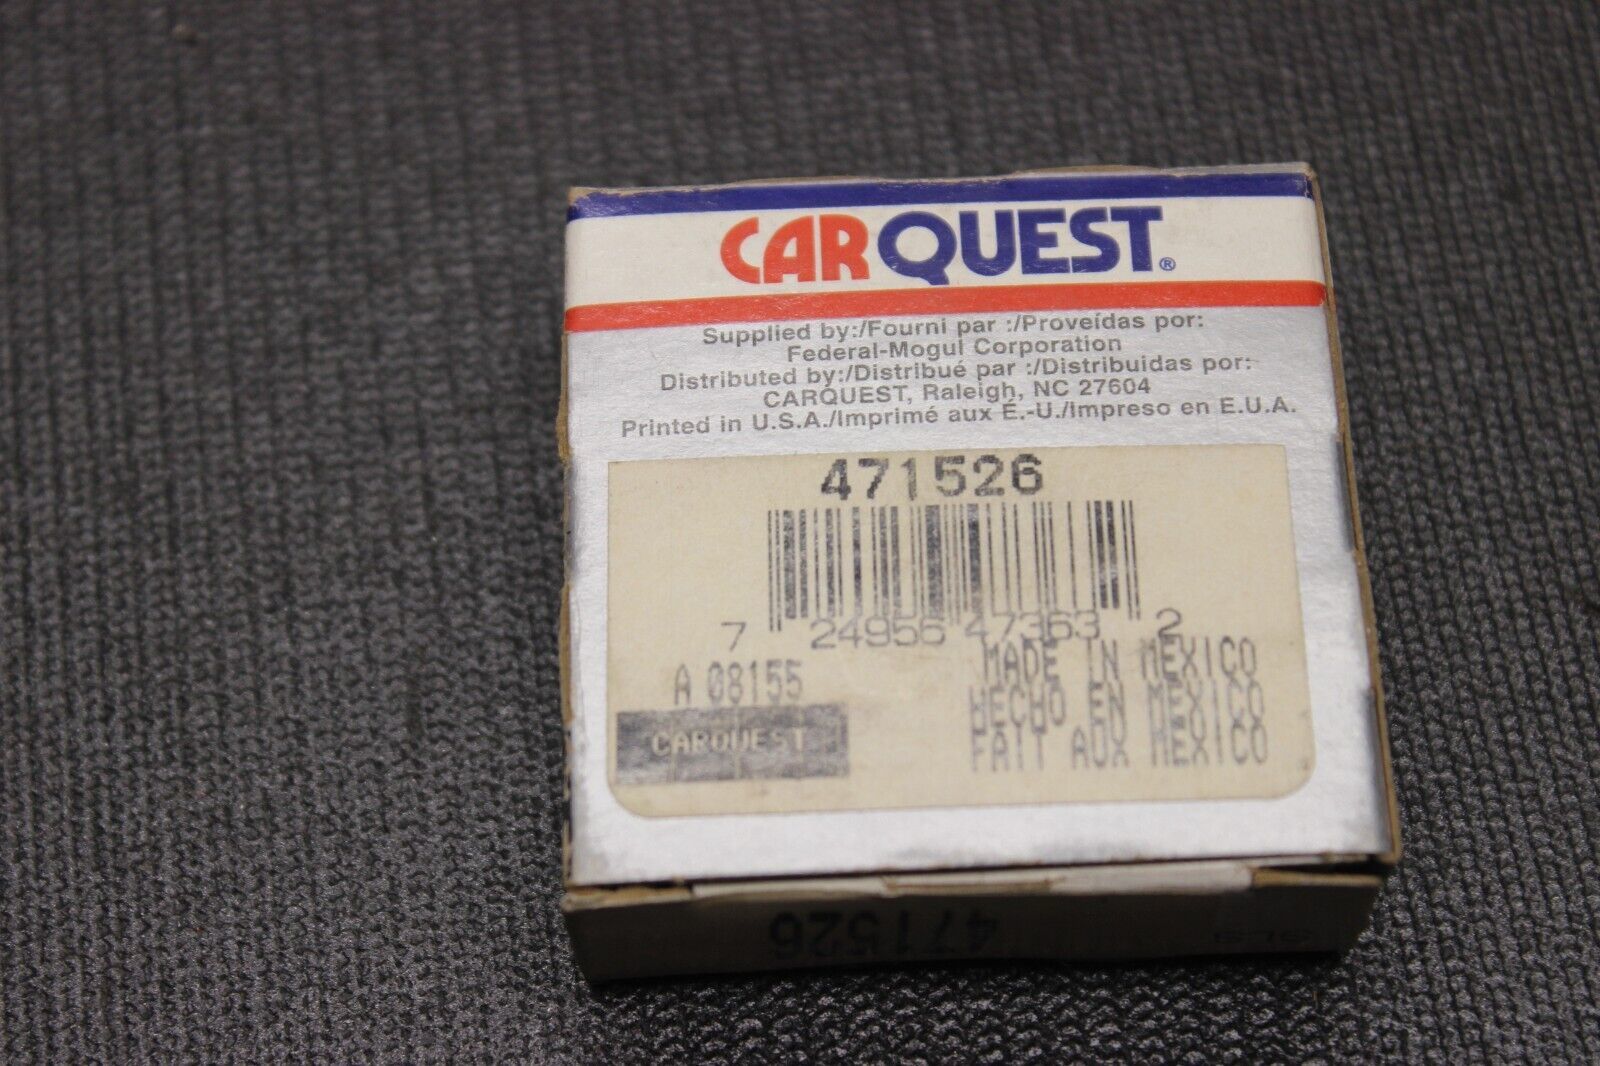 CARQUEST®
Supplied by:/Fourni par :/Proveídas por:
Federal-Mogul Corporation
Distributed by:/Distribué par :/Distribuidas por:
CARQUEST, Raleigh, NC 27604
Printed in U.S.A./Imprimé aux É.-U./Impreso en E.U.A.
471526
7 24956 47363 2
A 08155
CARQUEST
MADE IN MEXICO
HECHO EN MEXICO
FAIT AUX MEXICO
471526